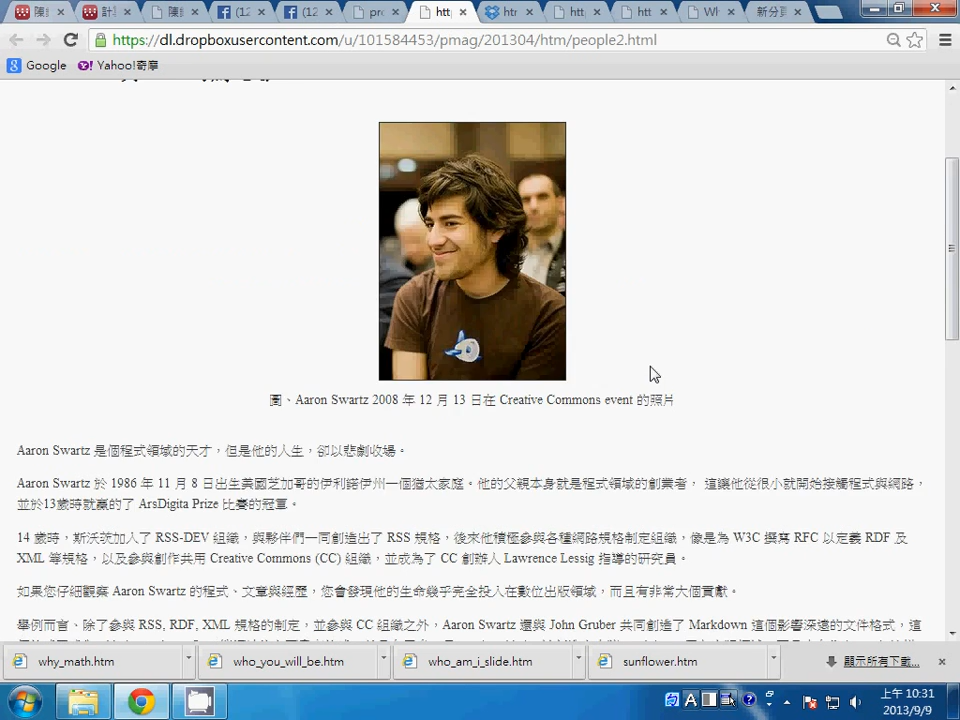 陳
計
陳
(12
(12
pro
htt
htr
htt
htt
Wh
新分頁
https://dl.dropboxusercontent.com/u/101584453/pmag/201304/htm/people2.html
Google
Yahoo!奇摩
圖、Aaron Swartz 2008 年 12 月 13 日在 Creative Commons event 的照片
Aaron Swartz 是個程式領域的天才，但是他的人生，卻以悲劇收場。
Aaron Swartz 於 1986 年 11 月 8 日出生美國芝加哥的伊利諾伊州一個猶太家庭。他的父親本身就是程式領域的創業者， 這讓他從很小就開始接觸程式與網路，
並於13歲時就贏的了 ArsDigita Prize 比賽的冠軍。
14 歲時，斯沃茲加入了 RSS-DEV 組織，與夥伴們一同創造出了 RSS 規格，後來他積極參與各種網路規格制定組織，像是為 W3C 撰寫 RFC 以定義 RDF 及
XML 等規格，以及參與創作共用 Creative Commons (CC) 組織，並成為了 CC 創辦人 Lawrence Lessig 指導的研究員。
如果您仔細觀察 Aaron Swartz 的程式、文章與經歷，您會發現他的生命幾乎完全投入在數位出版領域，而且有非常大個貢獻。
舉例而言、除了參與 RSS, RDF, XML 規格的制定，並參與 CC 組織之外，Aaron Swartz 還與 John Gruber 共同創造了 Markdown 這個影響深遠的文件格式，這
why_math.htm
who_you_will_be.htm
who_am_i_slide.htm
sunflower.htm
顯示所有下載...
A
上午 10:31
2013/9/9